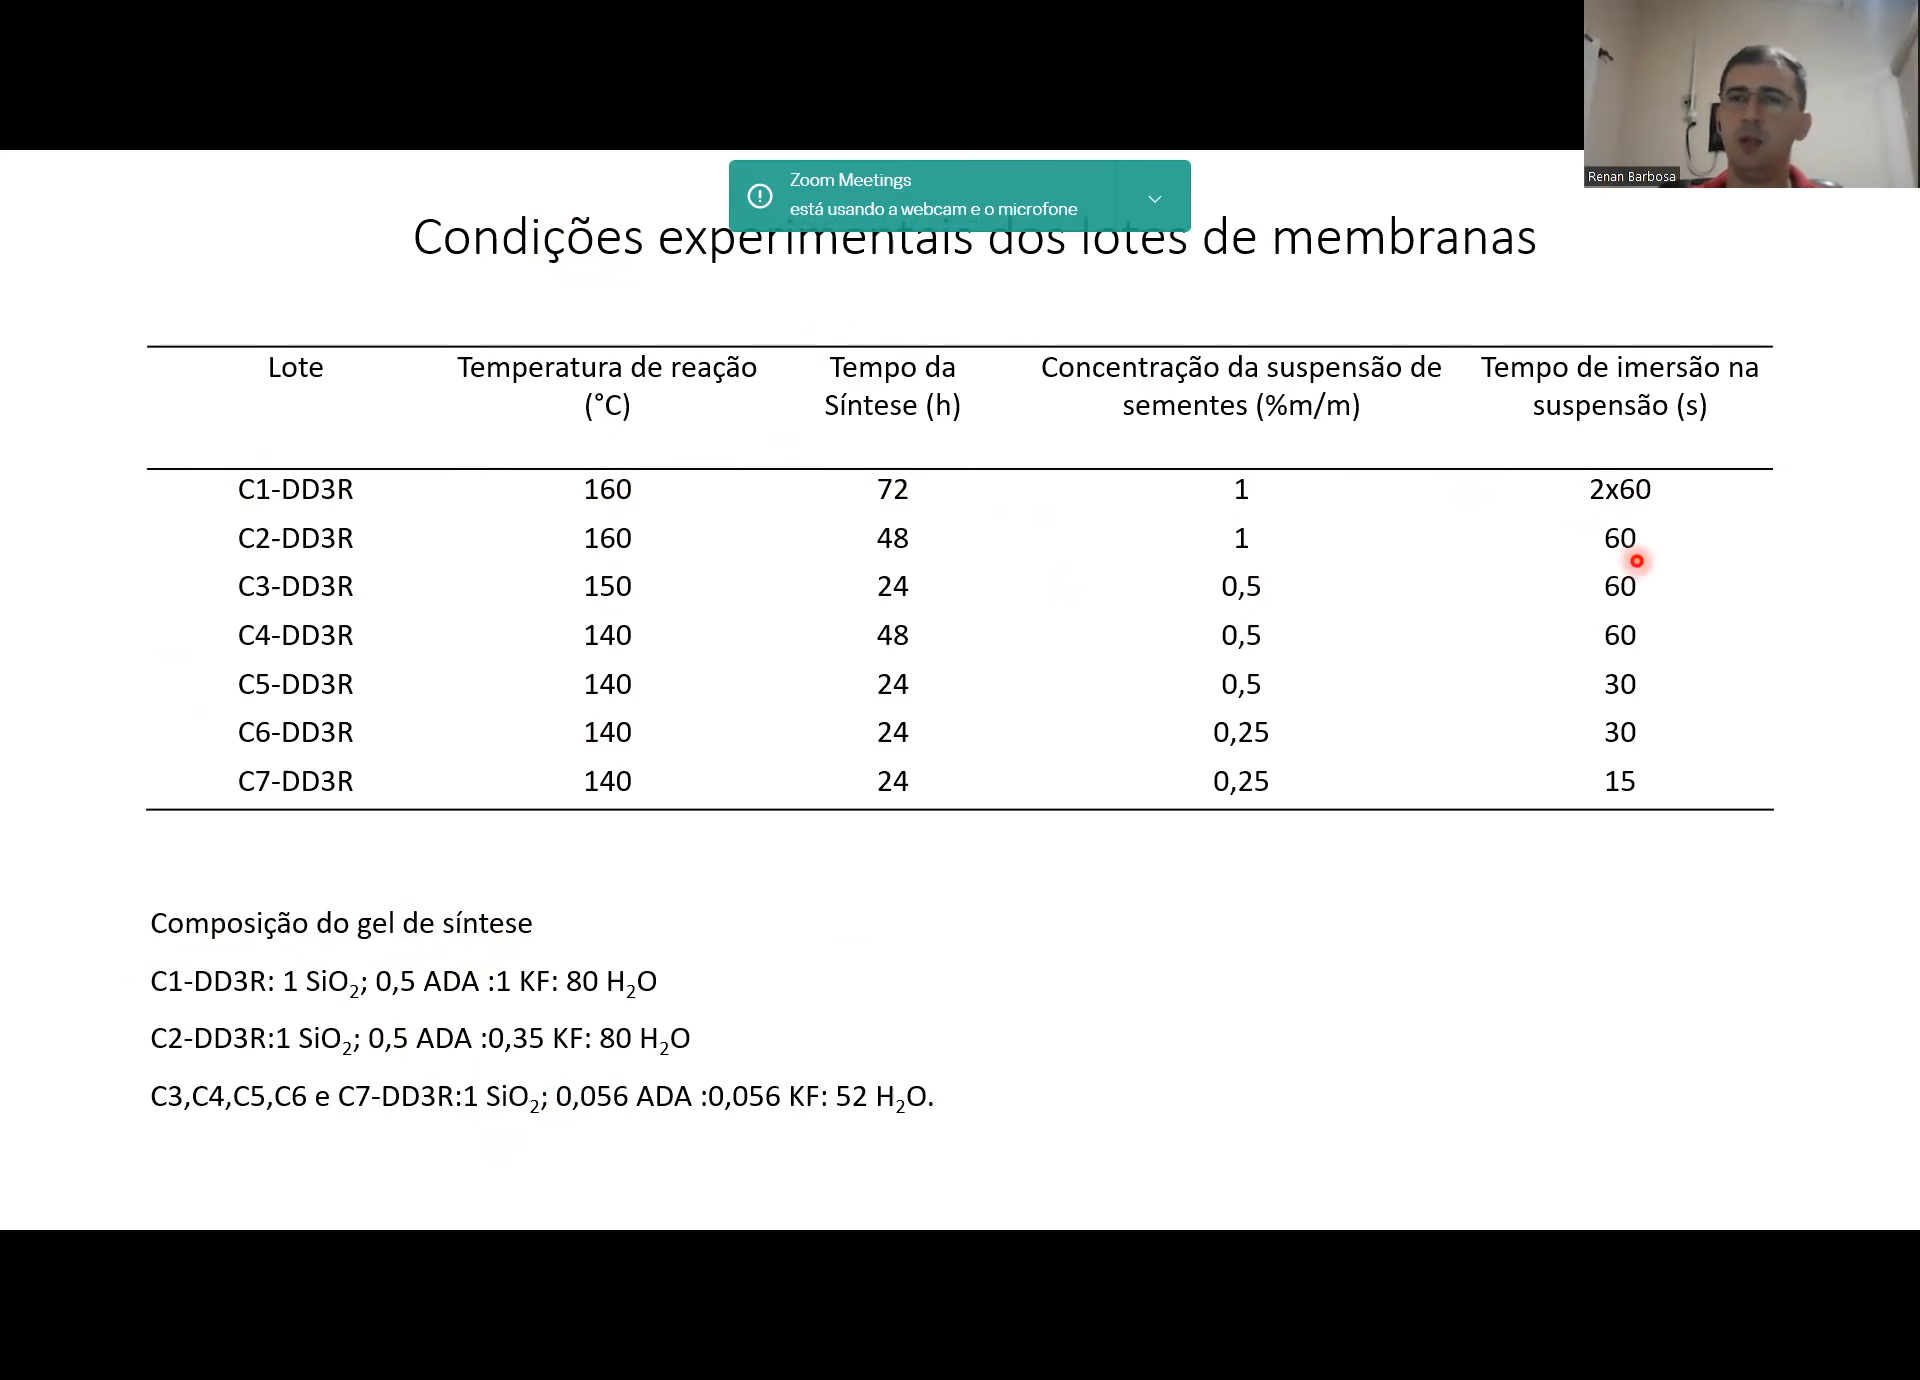 Renan Barbosa
Zoom Meetings
está usando a webcam e o microfone
Condições experimentais dos lotes de membranas
Lote Temperatura de reação Tempo da Concentração da suspensão de Tempo de imersão na
(°C) Síntese (h) sementes (%m/m) suspensão (s)
C1-DD3R 160 72 1 2x60
C2-DD3R 160 48 1 60
C3-DD3R 150 24 0,5 60
C4-DD3R 140 48 0,5 60
C5-DD3R 140 24 0,5 30
C6-DD3R 140 24 0,25 30
C7-DD3R 140 24 0,25 15
Composição do gel de síntese
C1-DD3R: 1 SiO₂; 0,5 ADA :1 KF: 80 H₂O
C2-DD3R:1 SiO₂; 0,5 ADA :0,35 KF: 80 H₂O
C3,C4,C5,C6 e C7-DD3R:1 SiO₂; 0,056 ADA :0,056 KF: 52 H₂O.